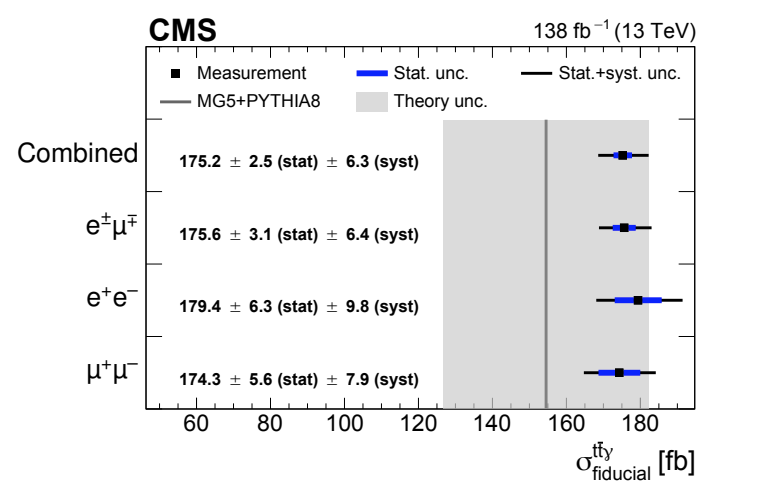 CMS 138 fb⁻¹ (13 TeV)
Measurement Stat. unc. Stat.+syst. unc.
MG5+PYTHIA8 Theory unc.
Combined 175.2 ± 2.5 (stat) ± 6.3 (syst)
e±μ∓ 175.6 ± 3.1 (stat) ± 6.4 (syst)
e⁺e⁻ 179.4 ± 6.3 (stat) ± 9.8 (syst)
μ⁺μ⁻ 174.3 ± 5.6 (stat) ± 7.9 (syst)
60 80 100 120 140 160 180
σ^{tt̄γ}_{fiducial} [fb]